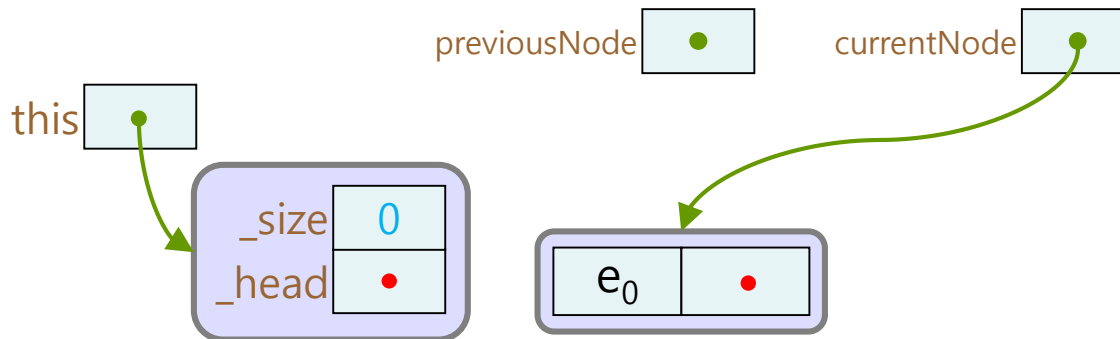 previousNode
currentNode
this
_size 0
_head
e₀